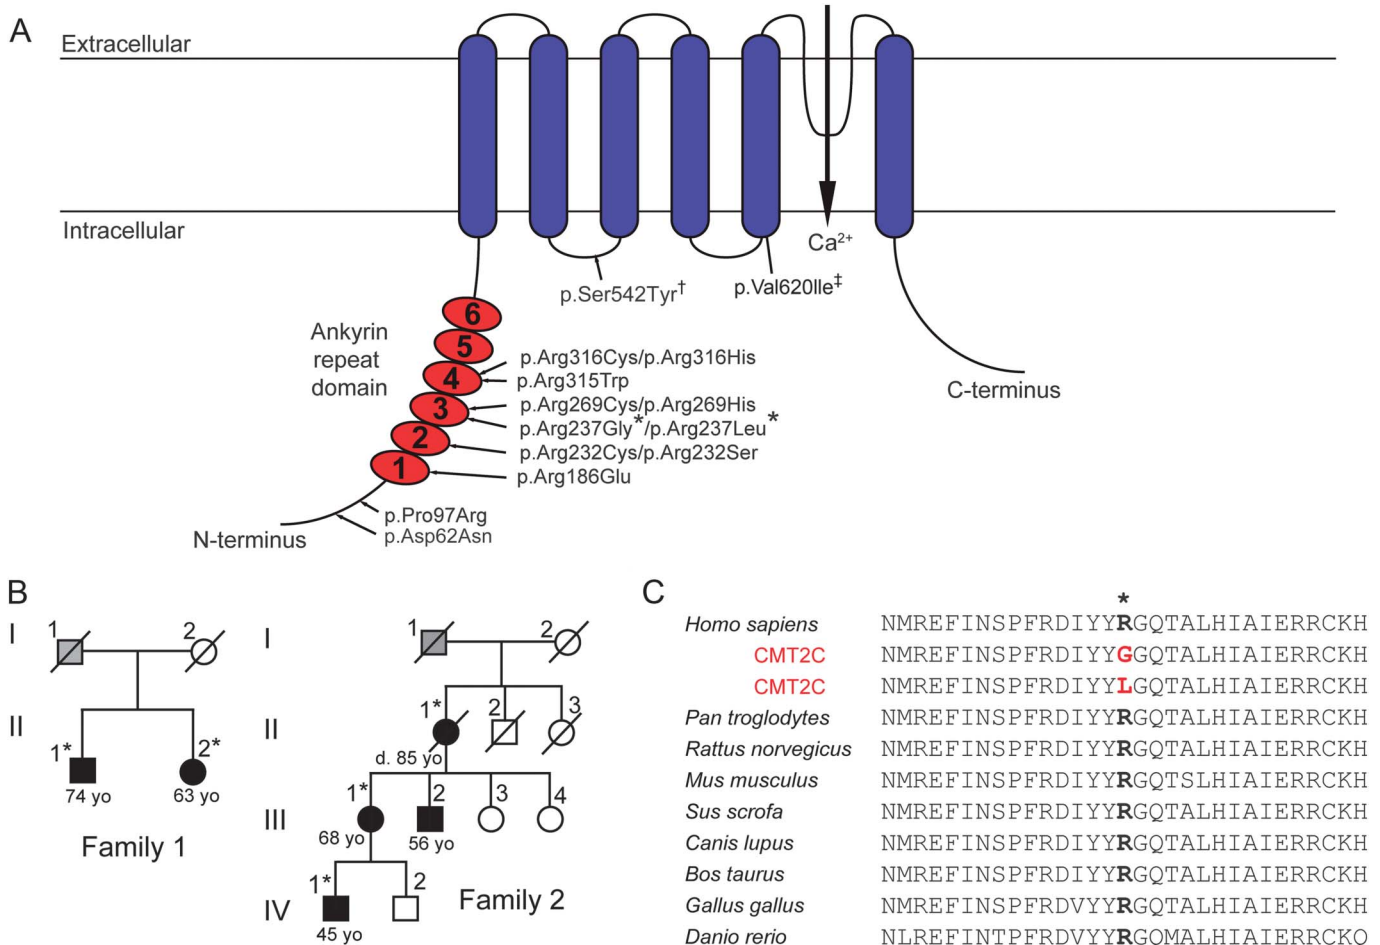 A
Extracellular
Intracellular
Ca²⁺
p.Ser542Tyr†
p.Val620Ile‡
Ankyrin
repeat
domain
6
5
4
3
2
1
p.Arg316Cys/p.Arg316His
p.Arg315Trp
p.Arg269Cys/p.Arg269His
p.Arg237Gly*/p.Arg237Leu*
p.Arg232Cys/p.Arg232Ser
p.Arg186Glu
p.Pro97Arg
p.Asp62Asn
N-terminus
C-terminus
B
I
1
2
II
1*
2*
74 yo
63 yo
Family 1
I
1
2
II
1*
2
3
d. 85 yo
III
1*
2
3
4
68 yo
56 yo
IV
1*
2
45 yo
Family 2
C
*
Homo sapiens NMREFINSPFRDIYYRGQTALHIAIERRCKH
CMT2C NMREFINSPFRDIYYGGQTALHIAIERRCKH
CMT2C NMREFINSPFRDIYYLGQTALHIAIERRCKH
Pan troglodytes NMREFINSPFRDIYYRGQTALHIAIERRCKH
Rattus norvegicus NMREFINSPFRDIYYRGQTALHIAIERRCKH
Mus musculus NMREFINSPFRDIYYRGQTSLHIAIERRCKH
Sus scrofa NMREFINSPFRDIYYRGQTALHIAIERRCKH
Canis lupus NMREFINSPFRDIYYRGQTALHIAIERRCKH
Bos taurus NMREFINSPFRDIYYRGQTALHIAIERRCKH
Gallus gallus NMREFINSPFRDVYYRGQTALHIAIERRCKH
Danio rerio NLREFINTPFRDVYYRGQMALHIAIERRCKQ